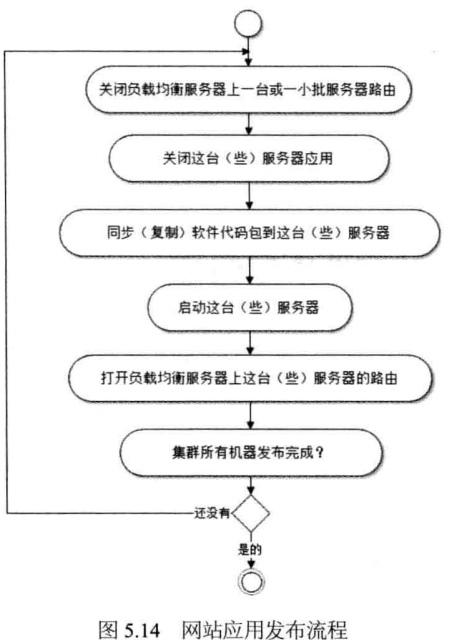 关闭负载均衡服务器上一台或一小批服务器路由
关闭这台（些）服务器应用
同步（复制）软件代码包到这台（些）服务器
启动这台（些）服务器
打开负载均衡服务器上这台（些）服务器的路由
集群所有机器发布完成？
还没有
是的
图 5.14 网站应用发布流程